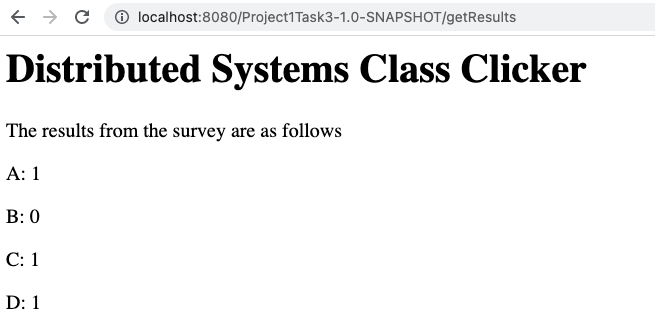 localhost:8080/Project1Task3-1.0-SNAPSHOT/getResults
Distributed Systems Class Clicker
The results from the survey are as follows
A: 1
B: 0
C: 1
D: 1